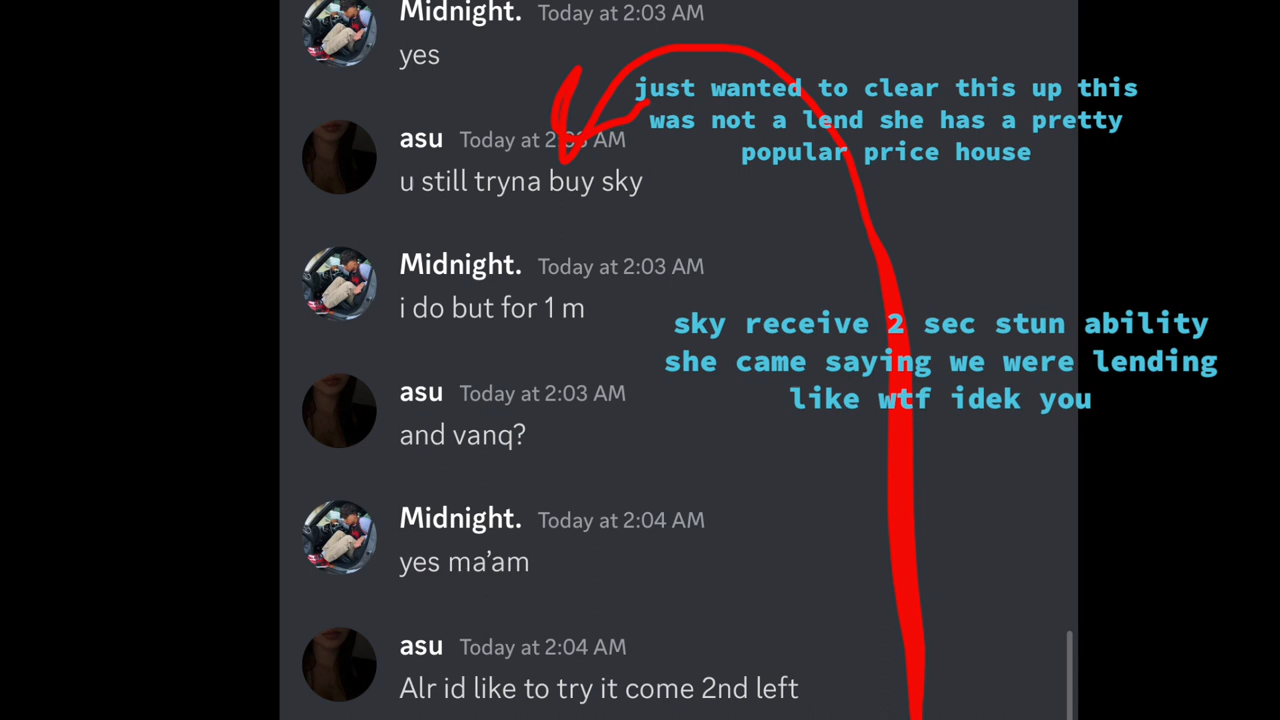 Midnight. Today at 2:03 AM
yes
just wanted to clear this up this
was not a lend she has a pretty
popular price house
asu Today at 2:03 AM
u still tryna buy sky
Midnight. Today at 2:03 AM
i do but for 1 m
sky receive 2 sec stun ability
she came saying we were lending
like wtf idek you
asu Today at 2:03 AM
and vanq?
Midnight. Today at 2:04 AM
yes ma’am
asu Today at 2:04 AM
Alr id like to try it come 2nd left